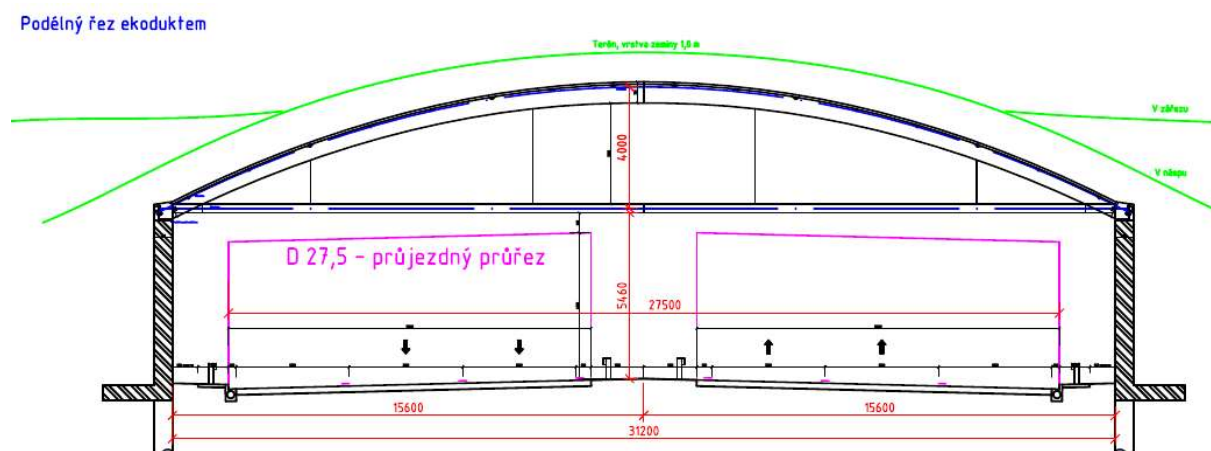 Podélný řez ekoduktem
Terén, vrstva zeminy 1,0 m
V zářezu
4000
V náspu
D 27,5 - průjezdný průřez
5460
27500
15600
15600
31200